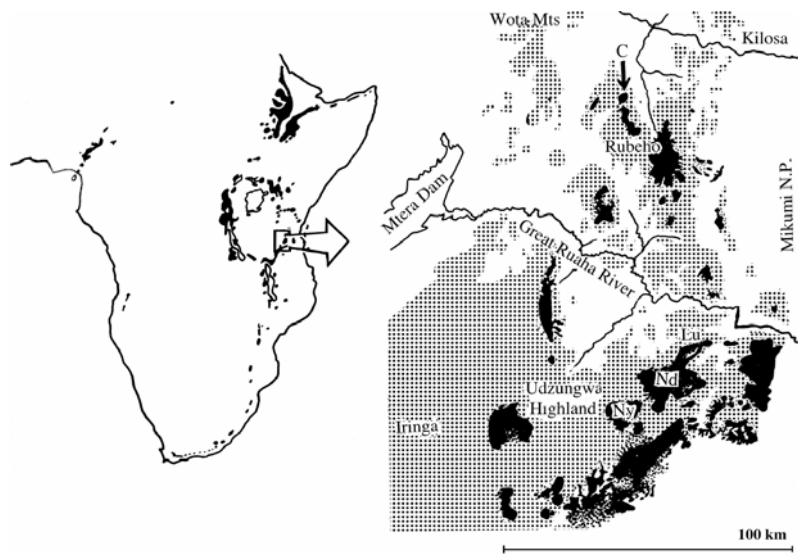 Wota Mts
Kilosa
C
Rubeho
Mtera Dam
Mikumi N.P.
Great Ruaha River
Lu
Nd
Udzungwa
Highland
Ny
Iringa
100 km